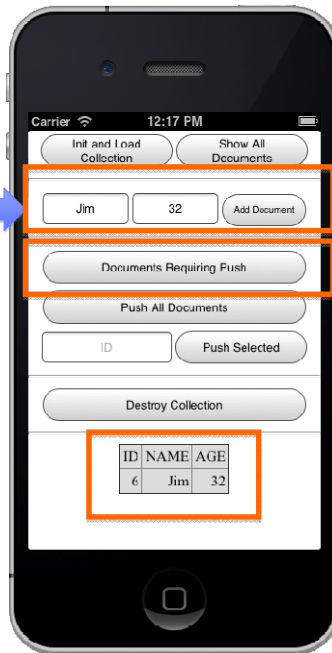 Carrier 12:17 PM
Init and Load Collection
Show All Documents
Jim 32 Add Document
Documents Requiring Push
Push All Documents
ID Push Selected
Destroy Collection
ID NAME AGE
6 Jim 32